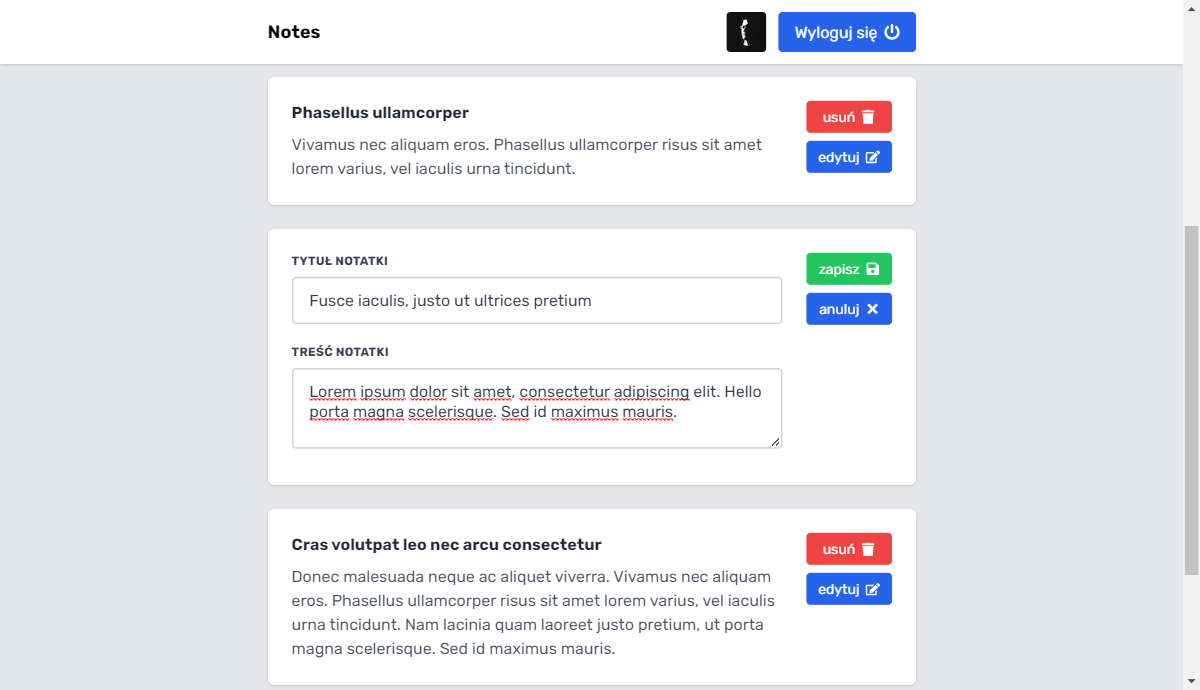 Notes
Wyloguj się
Phasellus ullamcorper
usuń
Vivamus nec aliquam eros. Phasellus ullamcorper risus sit amet
lorem varius, vel iaculis urna tincidunt.
edytuj
TYTUŁ NOTATKI
zapisz
Fusce iaculis, justo ut ultrices pretium
anuluj
TREŚĆ NOTATKI
Lorem ipsum dolor sit amet, consectetur adipiscing elit. Hello
porta magna scelerisque. Sed id maximus mauris.
Cras volutpat leo nec arcu consectetur
usuń
Donec malesuada neque ac aliquet viverra. Vivamus nec aliquam
edytuj
eros. Phasellus ullamcorper risus sit amet lorem varius, vel iaculis
urna tincidunt. Nam lacinia quam laoreet justo pretium, ut porta
magna scelerisque. Sed id maximus mauris.